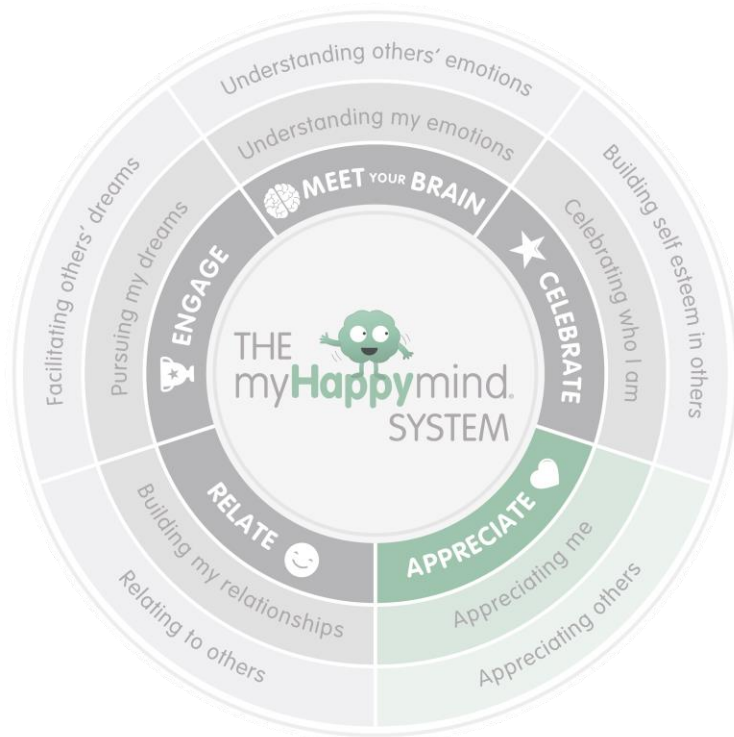 THE
myHappymind®
SYSTEM
MEET YOUR BRAIN
Understanding my emotions
Understanding others' emotions
CELEBRATE
Celebrating who I am
Building self esteem in others
APPRECIATE
Appreciating me
Appreciating others
RELATE
Building my relationships
Relating to others
ENGAGE
Pursuing my dreams
Facilitating others' dreams